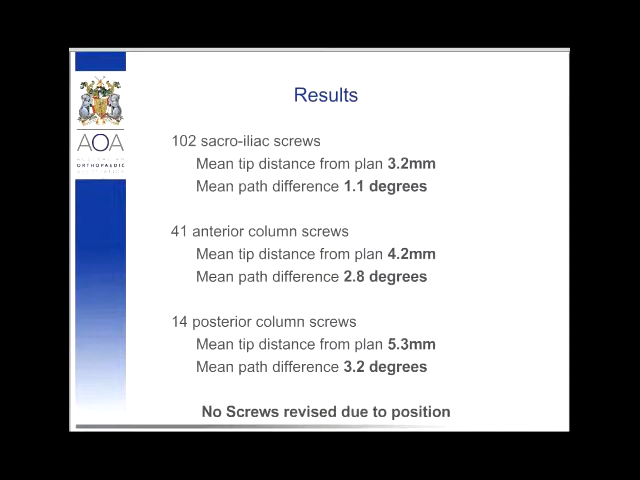 Results
AOA
ORTHOPAEDIC
102 sacro-iliac screws
Mean tip distance from plan 3.2mm
Mean path difference 1.1 degrees
41 anterior column screws
Mean tip distance from plan 4.2mm
Mean path difference 2.8 degrees
14 posterior column screws
Mean tip distance from plan 5.3mm
Mean path difference 3.2 degrees
No Screws revised due to position